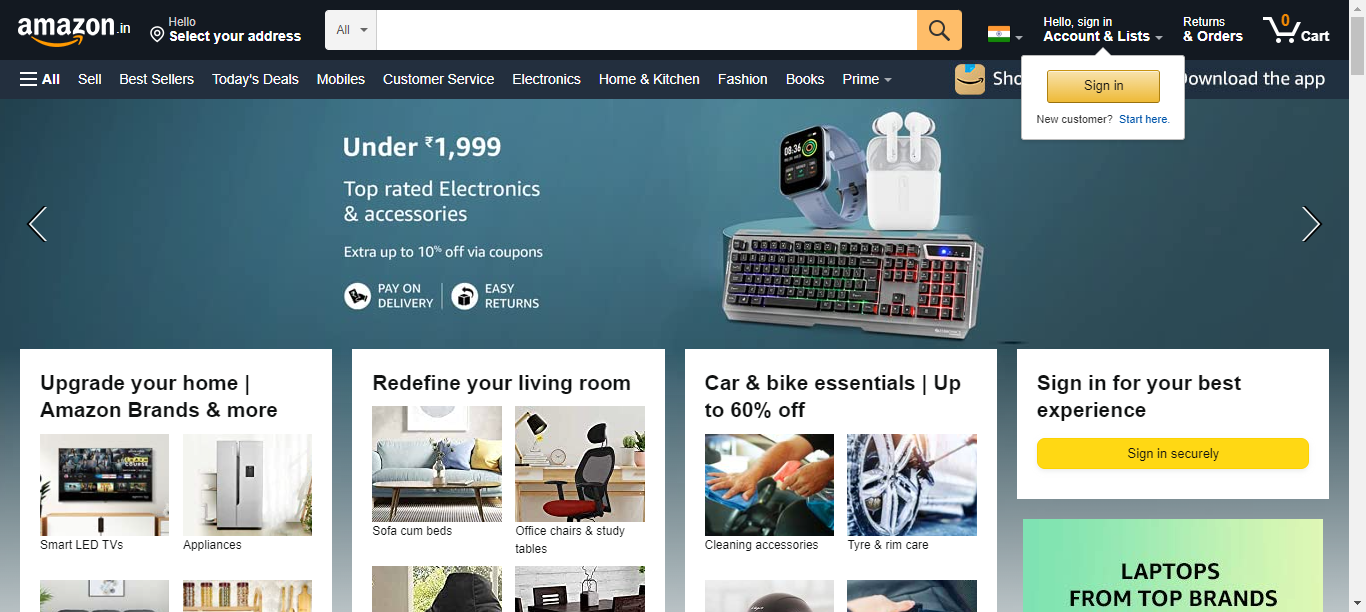 amazon.in
Hello
Select your address
All
Hello, sign in
Account & Lists
Returns
& Orders
0
Cart
All
Sell
Best Sellers
Today's Deals
Mobiles
Customer Service
Electronics
Home & Kitchen
Fashion
Books
Prime
Sho
ownload the app
Sign in
New customer? Start here.
Under ₹1,999
Top rated Electronics
& accessories
Extra up to 10% off via coupons
PAY ON
DELIVERY
EASY
RETURNS
08:36
Upgrade your home |
Amazon Brands & more
Smart LED TVs
Appliances
Redefine your living room
Sofa cum beds
Office chairs & study
tables
Car & bike essentials | Up
to 60% off
Cleaning accessories
Tyre & rim care
Sign in for your best
experience
Sign in securely
LAPTOPS
FROM TOP BRANDS